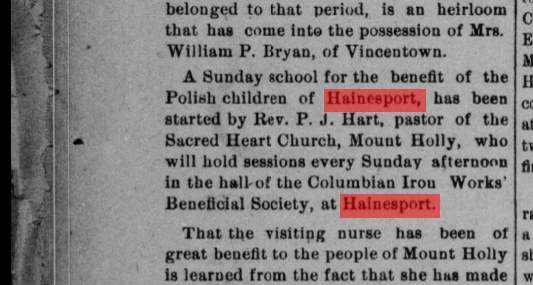 belonged to that period, is an heirloom
that has come into the possession of Mrs.
William P. Bryan, of Vincentown.
A Sunday school for the benefit of the
Polish children of Hainesport, has been
started by Rev. P. J. Hart, pastor of the
Sacred Heart Church, Mount Holly, who
will hold sessions every Sunday afternoon
in the hall of the Columbian Iron Works'
Beneficial Society, at Hainesport.
That the visiting nurse has been of
great benefit to the people of Mount Holly
is learned from the fact that she has made